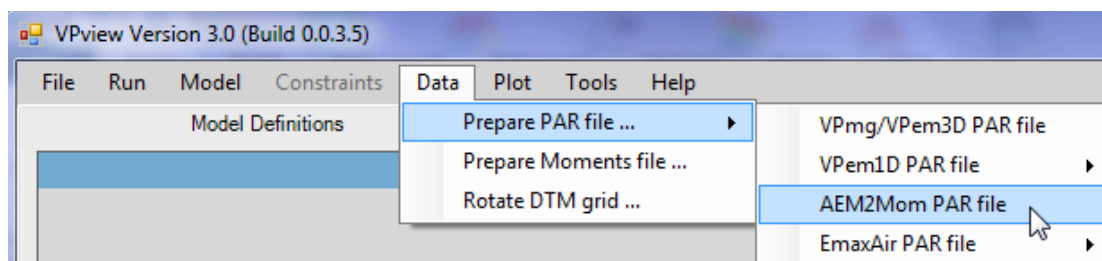 VPview Version 3.0 (Build 0.0.3.5)
File Run Model Constraints Data Plot Tools Help
Model Definitions
Prepare PAR file ...
Prepare Moments file ...
Rotate DTM grid ...
VPmg/VPem3D PAR file
VPem1D PAR file
AEM2Mom PAR file
EmaxAir PAR file